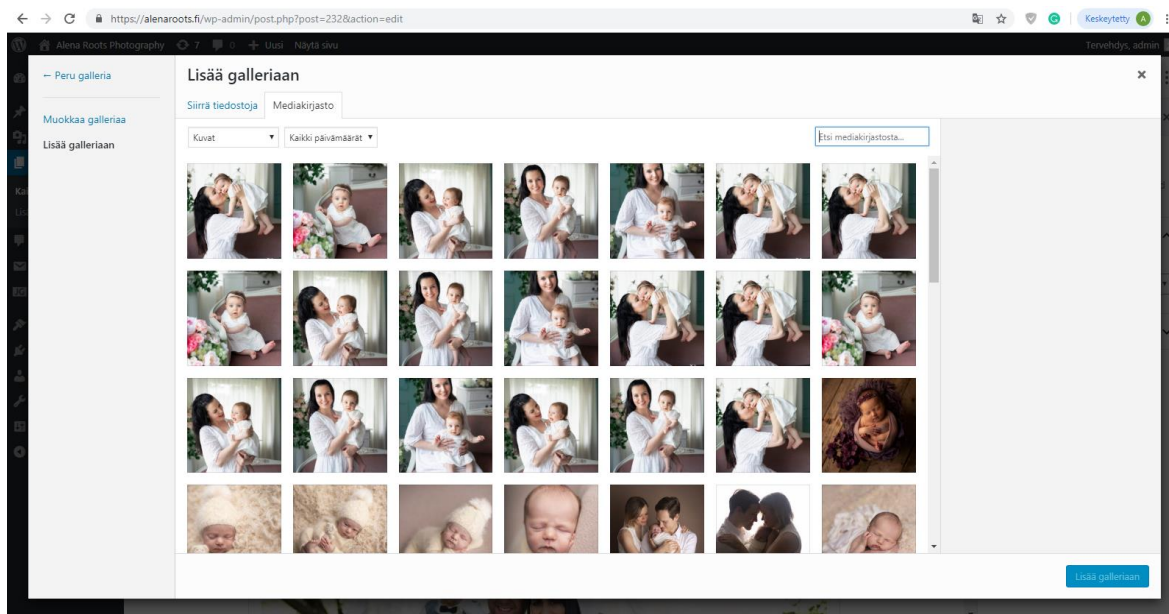 https://alenaroots.fi/wp-admin/post.php?post=232&action=edit
Keskeytetty A
Alena Roots Photography 7 0 Uusi Näytä sivu
Tervehdys, admin
← Peru galleria
Muokkaa galleriaa
Lisää galleriaan
Lisää galleriaan
Siirrä tiedostoja Mediakirjasto
Kuvat Kaikki päivämäärät Etsi mediakirjastosta...
Lisää galleriaan